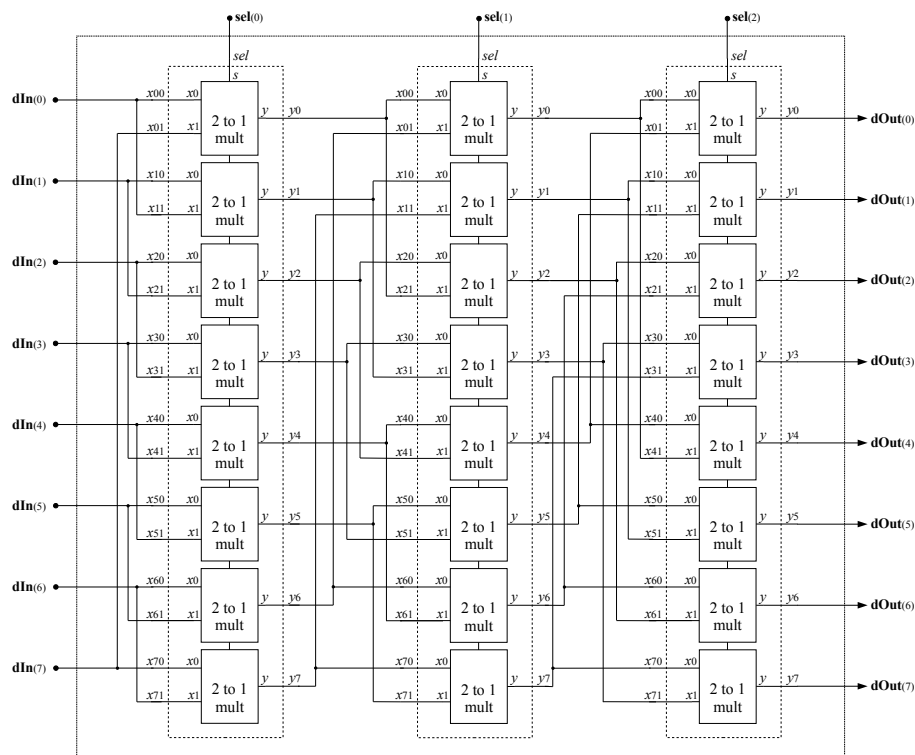 sel(0) sel(1) sel(2)
sel sel sel
s s s
dIn(0) x00 x0 y y0 x00 x0 y y0 x00 x0 y y0 dOut(0)
2 to 1 2 to 1 2 to 1
x01 x1 mult x01 x1 mult x01 x1 mult
dIn(1) x10 x0 y y1 x10 x0 y y1 x10 x0 y y1 dOut(1)
2 to 1 2 to 1 2 to 1
x11 x1 mult x11 x1 mult x11 x1 mult
dIn(2) x20 x0 y y2 x20 x0 y y2 x20 x0 y y2 dOut(2)
2 to 1 2 to 1 2 to 1
x21 x1 mult x21 x1 mult x21 x1 mult
dIn(3) x30 x0 y y3 x30 x0 y y3 x30 x0 y y3 dOut(3)
2 to 1 2 to 1 2 to 1
x31 x1 mult x31 x1 mult x31 x1 mult
dIn(4) x40 x0 y y4 x40 x0 y y4 x40 x0 y y4 dOut(4)
2 to 1 2 to 1 2 to 1
x41 x1 mult x41 x1 mult x41 x1 mult
dIn(5) x50 x0 y y5 x50 x0 y y5 x50 x0 y y5 dOut(5)
2 to 1 2 to 1 2 to 1
x51 x1 mult x51 x1 mult x51 x1 mult
dIn(6) x60 x0 y y6 x60 x0 y y6 x60 x0 y y6 dOut(6)
2 to 1 2 to 1 2 to 1
x61 x1 mult x61 x1 mult x61 x1 mult
dIn(7) x70 x0 y y7 x70 x0 y y7 x70 x0 y y7 dOut(7)
2 to 1 2 to 1 2 to 1
x71 x1 mult x71 x1 mult x71 x1 mult